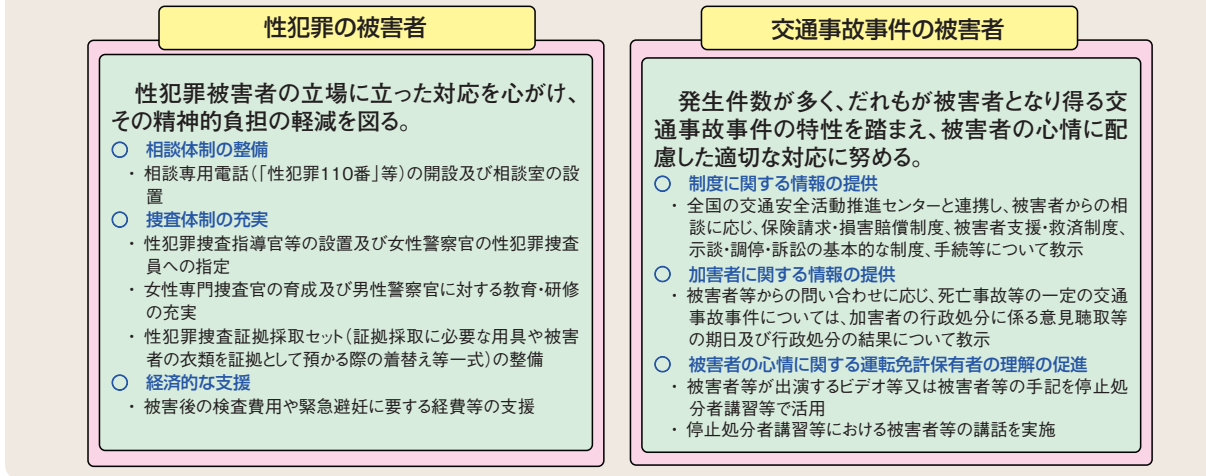 性犯罪の被害者
性犯罪被害者の立場に立った対応を心がけ、
その精神的負担の軽減を図る。
○ 相談体制の整備
・ 相談専用電話(「性犯罪110番」等)の開設及び相談室の設
置
○ 捜査体制の充実
・ 性犯罪捜査指導官等の設置及び女性警察官の性犯罪捜査
員への指定
・ 女性専門捜査官の育成及び男性警察官に対する教育・研修
の充実
・ 性犯罪捜査証拠採取セット(証拠採取に必要な用具や被害
者の衣類を証拠として預かる際の着替え等一式)の整備
○ 経済的な支援
・ 被害後の検査費用や緊急避妊に要する経費等の支援
交通事故事件の被害者
発生件数が多く、だれもが被害者となり得る交
通事故事件の特性を踏まえ、被害者の心情に配
慮した適切な対応に努める。
○ 制度に関する情報の提供
・ 全国の交通安全活動推進センターと連携し、被害者からの相
談に応じ、保険請求・損害賠償制度、被害者支援・救済制度、
示談・調停・訴訟の基本的な制度、手続等について教示
○ 加害者に関する情報の提供
・ 被害者等からの問い合わせに応じ、死亡事故等の一定の交通
事故事件については、加害者の行政処分に係る意見聴取等
の期日及び行政処分の結果について教示
○ 被害者の心情に関する運転免許保有者の理解の促進
・ 被害者等が出演するビデオ等又は被害者等の手記を停止処
分者講習等で活用
・ 停止処分者講習等における被害者等の講話を実施